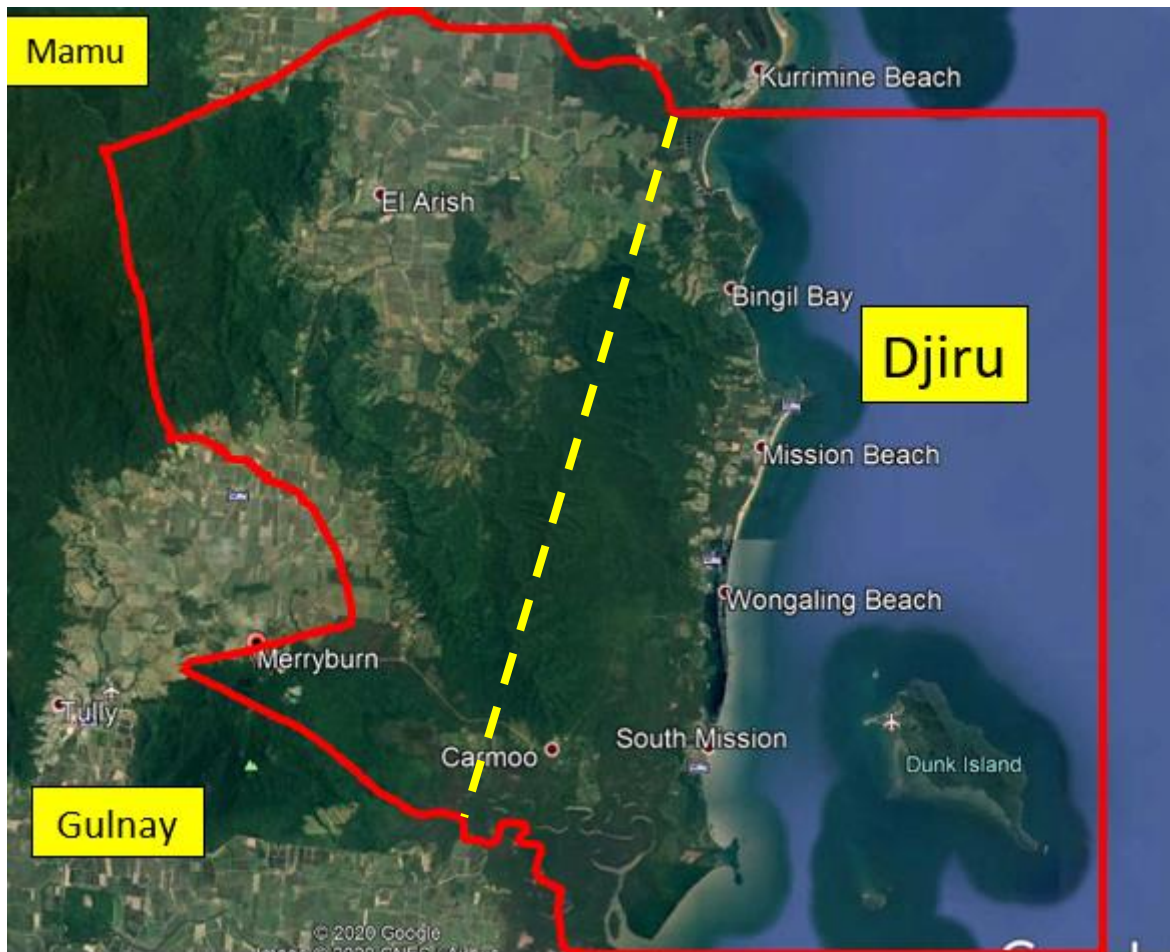 Mamu
Kurrimine Beach
El Arish
Bingil Bay
Djiru
Mission Beach
Wongaling Beach
Merryburn
Tully
South Mission
Carmoo
Dunk Island
Gulnay
© 2020 Google